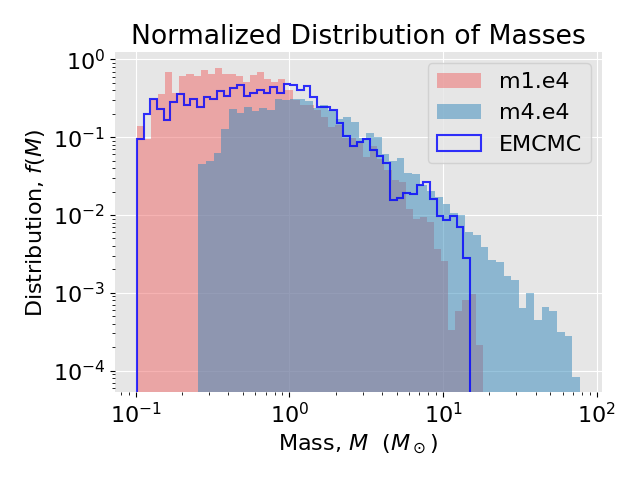 Normalized Distribution of Masses
10⁰
10⁻¹
10⁻²
10⁻³
10⁻⁴
Distribution, f(M)
m1.e4
m4.e4
EMCMC
10⁻¹ 10⁰ 10¹ 10²
Mass, M (M⊙)